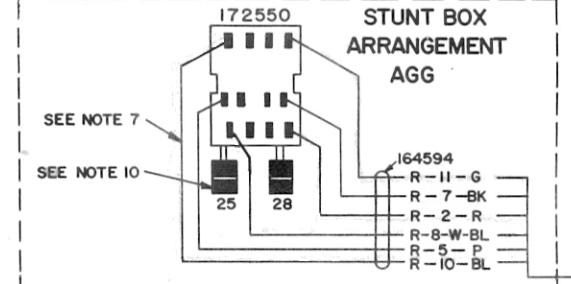 172550
STUNT BOX
ARRANGEMENT
AGG
SEE NOTE 7
SEE NOTE 10
25
28
164594
R-11-G
R-7-BK
R-2-R
R-8-W-BL
R-5-P
R-10-BL